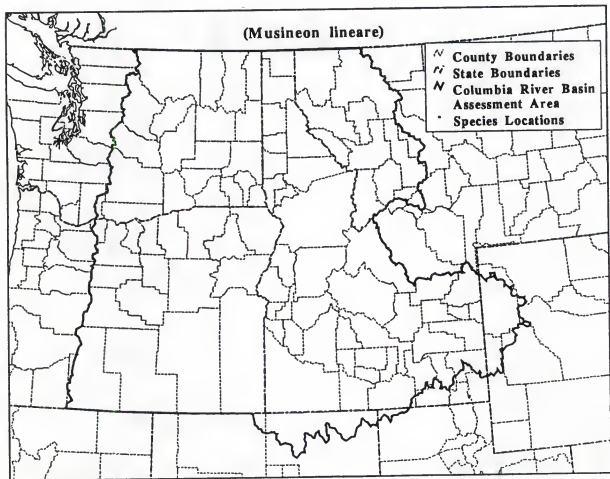 (Musineon lineare)
County Boundaries
State Boundaries
Columbia River Basin
Assessment Area
Species Locations